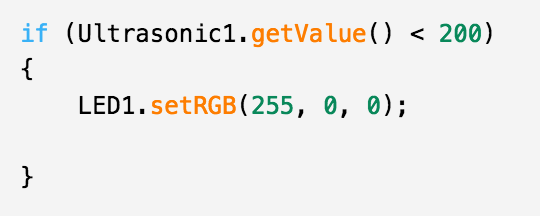 if (Ultrasonic1.getValue() < 200)
{
    LED1.setRGB(255, 0, 0);
}